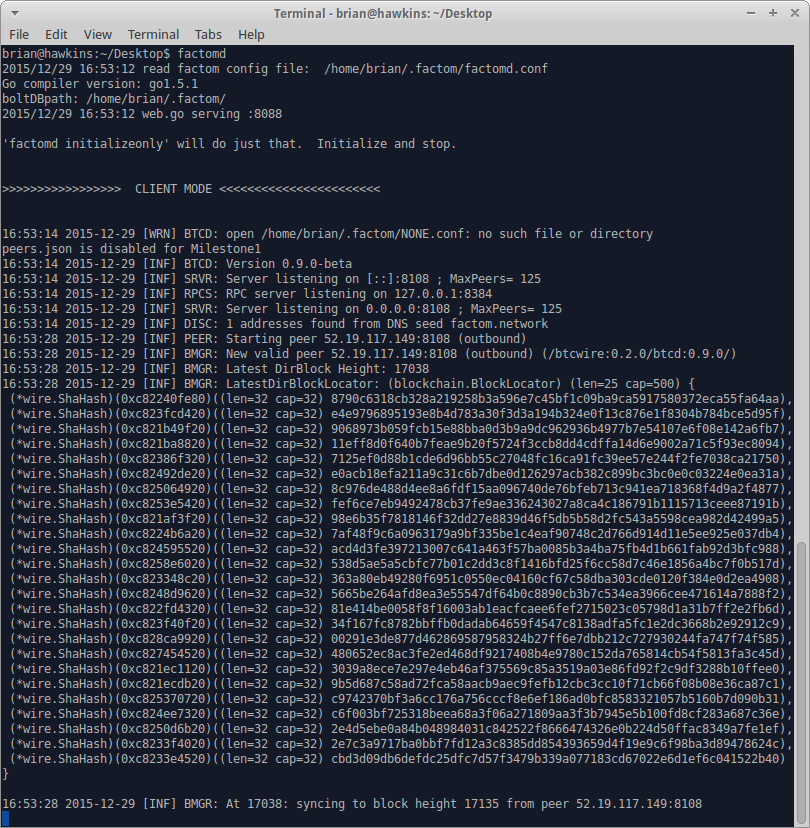 Terminal - brian@hawkins: ~/Desktop
File Edit View Terminal Tabs Help
brian@hawkins:~/Desktop$ factomd
2015/12/29 16:53:12 read factom config file:  /home/brian/.factom/factomd.conf
Go compiler version: go1.5.1
boltDBpath: /home/brian/.factom/
2015/12/29 16:53:12 web.go serving :8088
'factomd initializeonly' will do just that.  Initialize and stop.
>>>>>>>>>>>>>>>>>  CLIENT MODE <<<<<<<<<<<<<<<<<<<<<<<
16:53:14 2015-12-29 [WRN] BTCD: open /home/brian/.factom/NONE.conf: no such file or directory
peers.json is disabled for Milestone1
16:53:14 2015-12-29 [INF] BTCD: Version 0.9.0-beta
16:53:14 2015-12-29 [INF] SRVR: Server listening on [::]:8108 ; MaxPeers= 125
16:53:14 2015-12-29 [INF] RPCS: RPC server listening on 127.0.0.1:8384
16:53:14 2015-12-29 [INF] SRVR: Server listening on 0.0.0.0:8108 ; MaxPeers= 125
16:53:14 2015-12-29 [INF] DISC: 1 addresses found from DNS seed factom.network
16:53:28 2015-12-29 [INF] PEER: Starting peer 52.19.117.149:8108 (outbound)
16:53:28 2015-12-29 [INF] BMGR: New valid peer 52.19.117.149:8108 (outbound) (/btcwire:0.2.0/btcd:0.9.0/)
16:53:28 2015-12-29 [INF] BMGR: Latest DirBlock Height: 17038
16:53:28 2015-12-29 [INF] BMGR: LatestDirBlockLocator: (blockchain.BlockLocator) (len=25 cap=500) {
(*wire.ShaHash)(0xc82240fe80)((len=32 cap=32) 8790c6318cb328a219258b3a596e7c45bf1c09ba9ca5917580372eca55fa64aa),
(*wire.ShaHash)(0xc823fcd420)((len=32 cap=32) e4e9796895193e8b4d783a30f3d3a194b324e0f13c876e1f8304b784bce5d95f),
(*wire.ShaHash)(0xc821b49f20)((len=32 cap=32) 9068973b059fcb15e88bba0d3b9a9dc962936b4977b7e54107e6f08e142a6fb7),
(*wire.ShaHash)(0xc821ba8820)((len=32 cap=32) 11eff8d0f640b7feae9b20f5724f3ccb8dd4cdffa14d6e9002a71c5f93ec8094),
(*wire.ShaHash)(0xc82386f320)((len=32 cap=32) 7125ef0d88b1cde6d96bb55c27048fc16ca91fc39ee57e244f2fe7038ca21750),
(*wire.ShaHash)(0xc82492de20)((len=32 cap=32) e0acb18efa211a9c31c6b7dbe0d126297acb382c899bc3bc0e0c03224e0ea31a),
(*wire.ShaHash)(0xc825064920)((len=32 cap=32) 8c976de488d4ee8a6fdf15aa096740de76bfeb713c941ea718368f4d9a2f4877),
(*wire.ShaHash)(0xc8253e5420)((len=32 cap=32) fef6ce7eb9492478cb37fe9ae336243027a8ca4c186791b1115713ceee87191b),
(*wire.ShaHash)(0xc821af3f20)((len=32 cap=32) 98e6b35f7818146f32dd27e8839d46f5db5b58d2fc543a5598cea982d42499a5),
(*wire.ShaHash)(0xc8224b6a20)((len=32 cap=32) 7af48f9c6a0963179a9bf335be1c4eaf90748c2d766d914d11e5ee925e037db4),
(*wire.ShaHash)(0xc824595520)((len=32 cap=32) acd4d3fe397213007c641a463f57ba0085b3a4ba75fb4d1b661fab92d3bfc988),
(*wire.ShaHash)(0xc8258e6020)((len=32 cap=32) 538d5ae5a5cbfc77b01c2dd3c8f1416bfd25f6cc58d7c46e1856a4bc7f0b517d),
(*wire.ShaHash)(0xc823348c20)((len=32 cap=32) 363a80eb49280f6951c0550ec04160cf67c58dba303cde0120f384e0d2ea4908),
(*wire.ShaHash)(0xc8248d9620)((len=32 cap=32) 5665be264afd8ea3e55547df64b0c8890cb3b7c534ea3966cee471614a7888f2),
(*wire.ShaHash)(0xc822fd4320)((len=32 cap=32) 81e414be0058f8f16003ab1eacfcaee6fef2715023c05798d1a31b7ff2e2fb6d),
(*wire.ShaHash)(0xc823f40f20)((len=32 cap=32) 34f167fc8782bbffb0dadab64659f4547c8138adfa5fc1e2dc3668b2e92912c9),
(*wire.ShaHash)(0xc828ca9920)((len=32 cap=32) 00291e3de877d462869587958324b27ff6e7dbb212c727930244fa747f74f585),
(*wire.ShaHash)(0xc827454520)((len=32 cap=32) 480652ec8ac3fe2ed468df9217408b4e9780c152da765814cb54f5813fa3c45d),
(*wire.ShaHash)(0xc821ec1120)((len=32 cap=32) 3039a8ece7e297e4eb46af375569c85a3519a03e86fd92f2c9df3288b10ffee0),
(*wire.ShaHash)(0xc821ecdb20)((len=32 cap=32) 9b5d687c58ad72fca58aacb9aec9fefb12cbc3cc10f71cb66f08b08e36ca87c1),
(*wire.ShaHash)(0xc825370720)((len=32 cap=32) c9742370bf3a6cc176a756cccf8e6ef186ad0bfc8583321057b5160b7d090b31),
(*wire.ShaHash)(0xc824ee7320)((len=32 cap=32) c6f003bf725318beea68a3f06a271809aa3f3b7945e5b100fd8cf283a687c36e),
(*wire.ShaHash)(0xc8250d6b20)((len=32 cap=32) 2e4d5ebe0a84b048984031c842522f8666474326e0b224d50ffac8349a7fe1ef),
(*wire.ShaHash)(0xc8233f4020)((len=32 cap=32) 2e7c3a9717ba0bbf7fd12a3c8385dd854393659d4f19e9c6f98ba3d89478624c),
(*wire.ShaHash)(0xc8233e4520)((len=32 cap=32) cbd3d09db6defdc25dfc7d57f3479b339a077183cd67022e6d1ef6c041522b40)
}
16:53:28 2015-12-29 [INF] BMGR: At 17038: syncing to block height 17135 from peer 52.19.117.149:8108